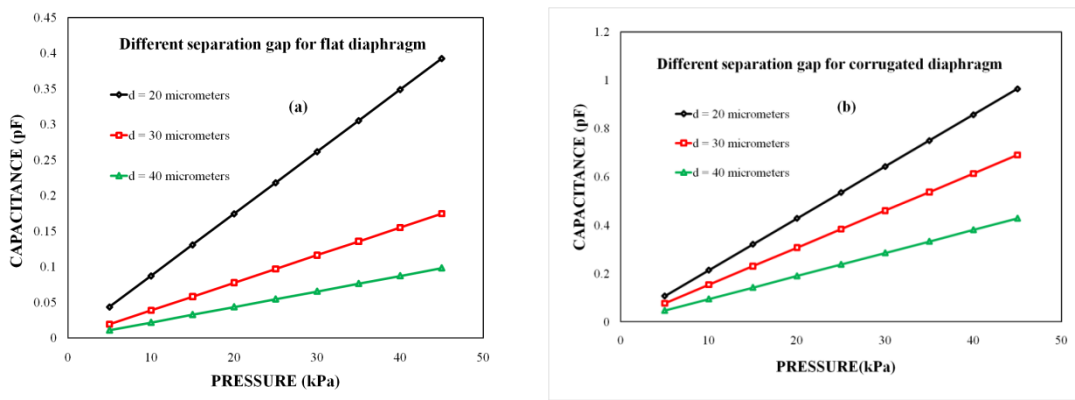 Different separation gap for flat diaphragm
(a)
d = 20 micrometers
d = 30 micrometers
d = 40 micrometers
CAPACITANCE (pF)
0.45
0.4
0.35
0.3
0.25
0.2
0.15
0.1
0.05
0
0 10 20 30 40 50
PRESSURE (kPa)
Different separation gap for corrugated diaphragm
(b)
d = 20 micrometers
d = 30 micrometers
d = 40 micrometers
CAPACITANCE (pF)
1.2
1
0.8
0.6
0.4
0.2
0
0 10 20 30 40 50
PRESSURE(kPa)